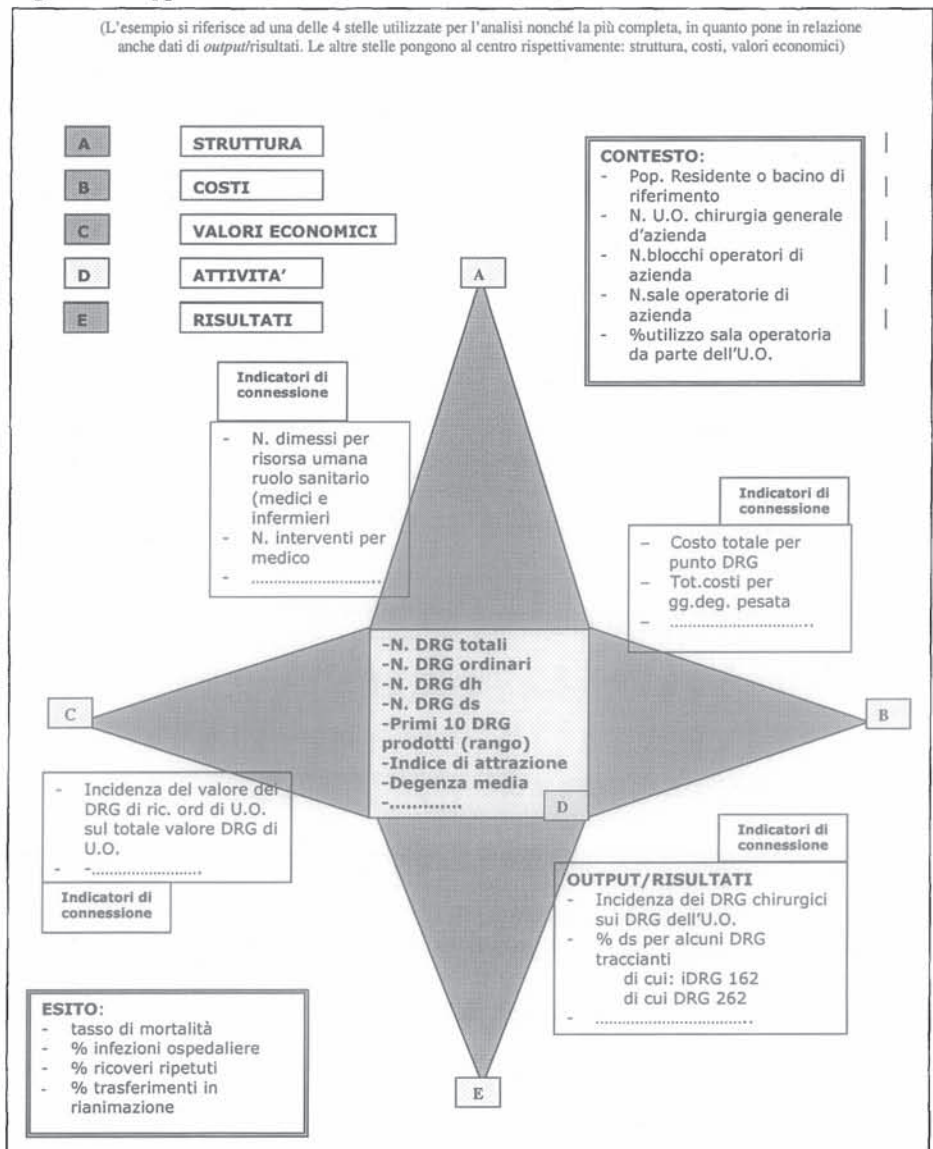 (L'esempio si riferisce ad una delle 4 stelle utilizzate per l'analisi nonché la più completa, in quanto pone in relazione
anche dati di output/risultati. Le altre stelle pongono al centro rispettivamente: struttura, costi, valori economici)
A STRUTTURA
B COSTI
C VALORI ECONOMICI
D ATTIVITA'
E RISULTATI
CONTESTO:
- Pop. Residente o bacino di
riferimento
- N. U.O. chirurgia generale
d'azienda
- N.blocchi operatori di
azienda
- N.sale operatorie di
azienda
- %utilizzo sala operatoria
da parte dell'U.O.
A
Indicatori di
connessione
- N. dimessi per
risorsa umana
ruolo sanitario
(medici e
infermieri
- N. interventi per
medico
- ........................
Indicatori di
connessione
- Costo totale per
punto DRG
- Tot.costi per
gg.deg. pesata
- ...........................
-N. DRG totali
-N. DRG ordinari
-N. DRG dh
-N. DRG ds
-Primi 10 DRG
prodotti (rango)
-Indice di attrazione
-Degenza media
-.............
D
C
B
- Incidenza del valore dei
DRG di ric. ord di U.O.
sul totale valore DRG di
U.O.
- -.....................
Indicatori di
connessione
Indicatori di
connessione
OUTPUT/RISULTATI
- Incidenza dei DRG chirurgici
sui DRG dell'U.O.
- % ds per alcuni DRG
traccianti
di cui: iDRG 162
di cui DRG 262
- ...............................
ESITO:
- tasso di mortalità
- % infezioni ospedaliere
- % ricoveri ripetuti
- % trasferimenti in
rianimazione
E